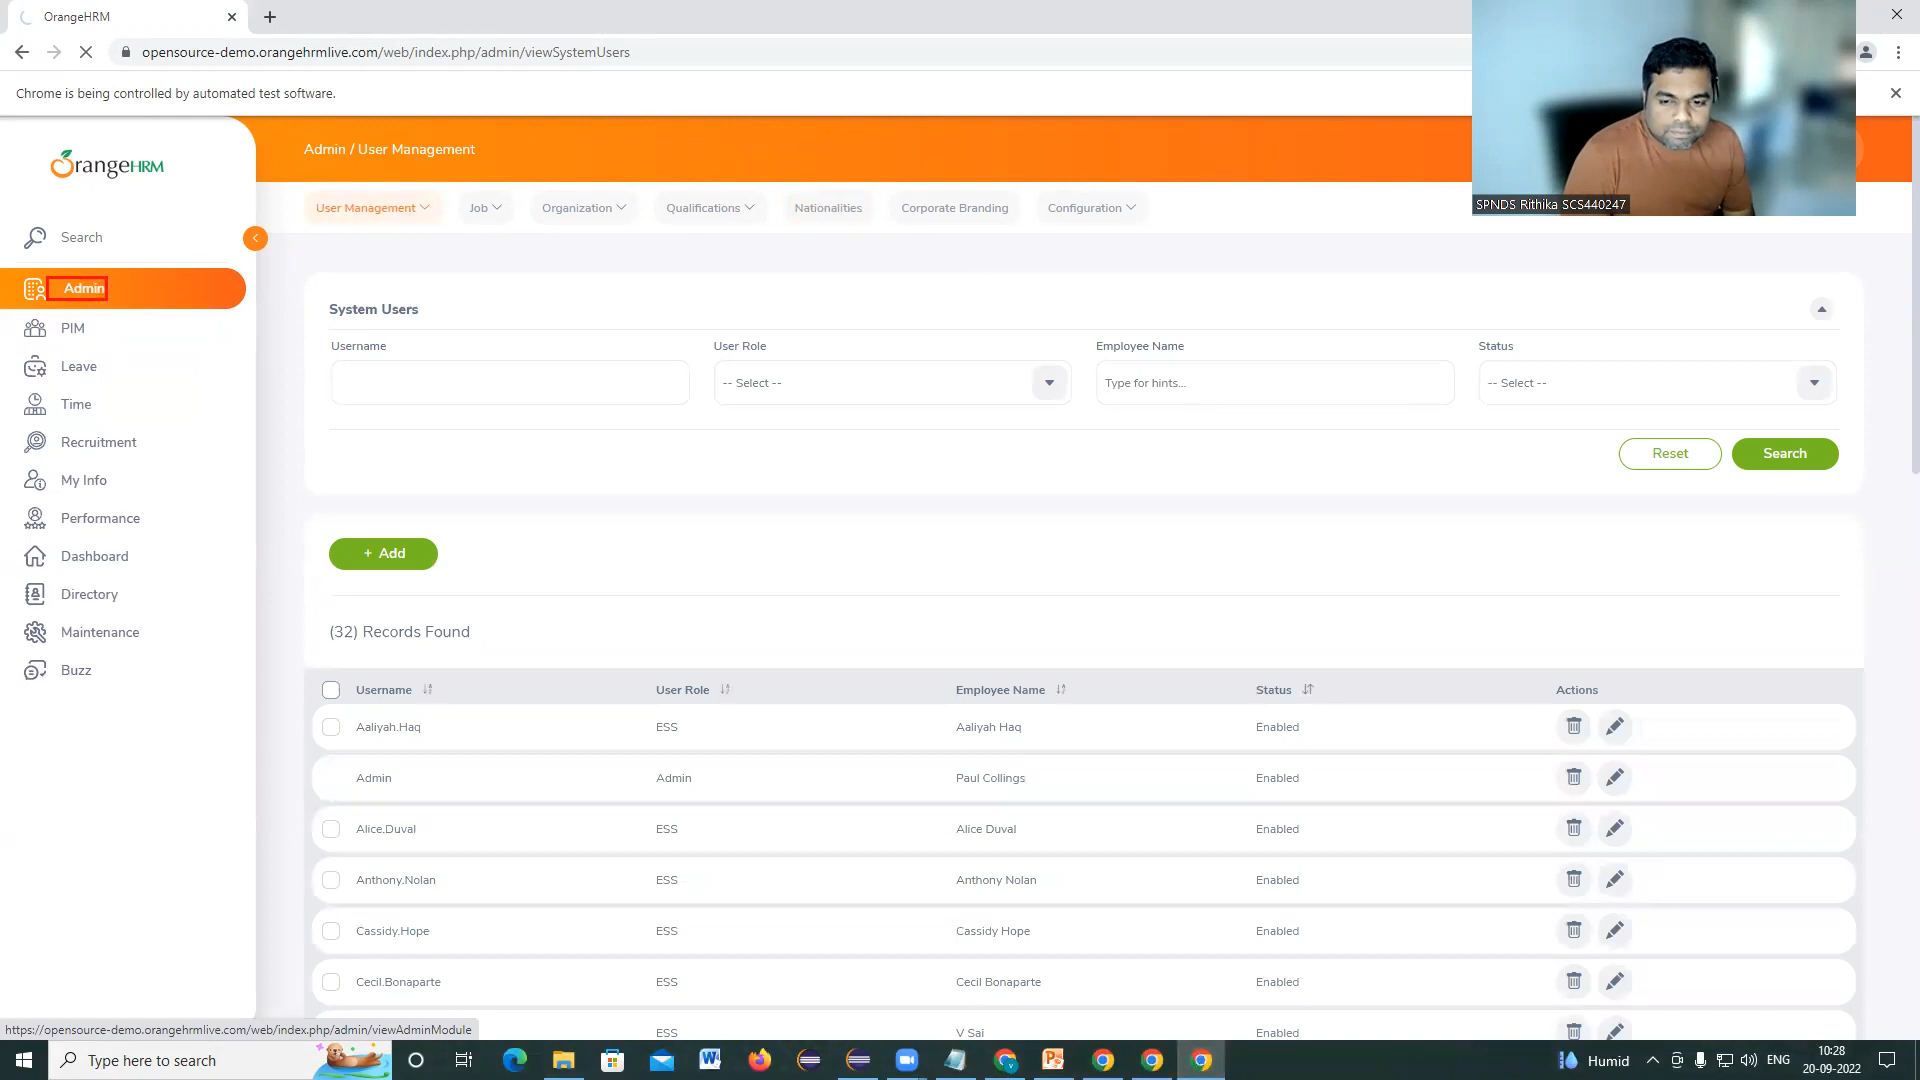 OrangeHRM
opensource-demo.orangehrmlive.com/web/index.php/admin/viewSystemUsers
Chrome is being controlled by automated test software.
OrangeHRM
Admin / User Management
SPNDS Rithika SCS440247
User Management
Job
Organization
Qualifications
Nationalities
Corporate Branding
Configuration
Search
Admin
PIM
Leave
Time
Recruitment
My Info
Performance
Dashboard
Directory
Maintenance
Buzz
System Users
Username
User Role
Employee Name
Status
-- Select --
Type for hints...
-- Select --
Reset
Search
+ Add
(32) Records Found
Username User Role Employee Name Status Actions
Aaliyah.Haq ESS Aaliyah Haq Enabled
Admin Admin Paul Collings Enabled
Alice.Duval ESS Alice Duval Enabled
Anthony.Nolan ESS Anthony Nolan Enabled
Cassidy.Hope ESS Cassidy Hope Enabled
Cecil.Bonaparte ESS Cecil Bonaparte Enabled
ESS V Sai Enabled
https://opensource-demo.orangehrmlive.com/web/index.php/admin/viewAdminModule
Type here to search
Humid
ENG
10:28
20-09-2022